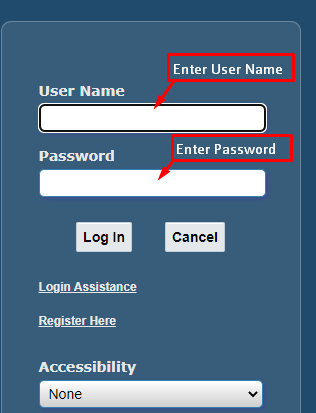 Enter User Name
User Name
Enter Password
Password
Log In Cancel
Login Assistance
Register Here
Accessibility
None